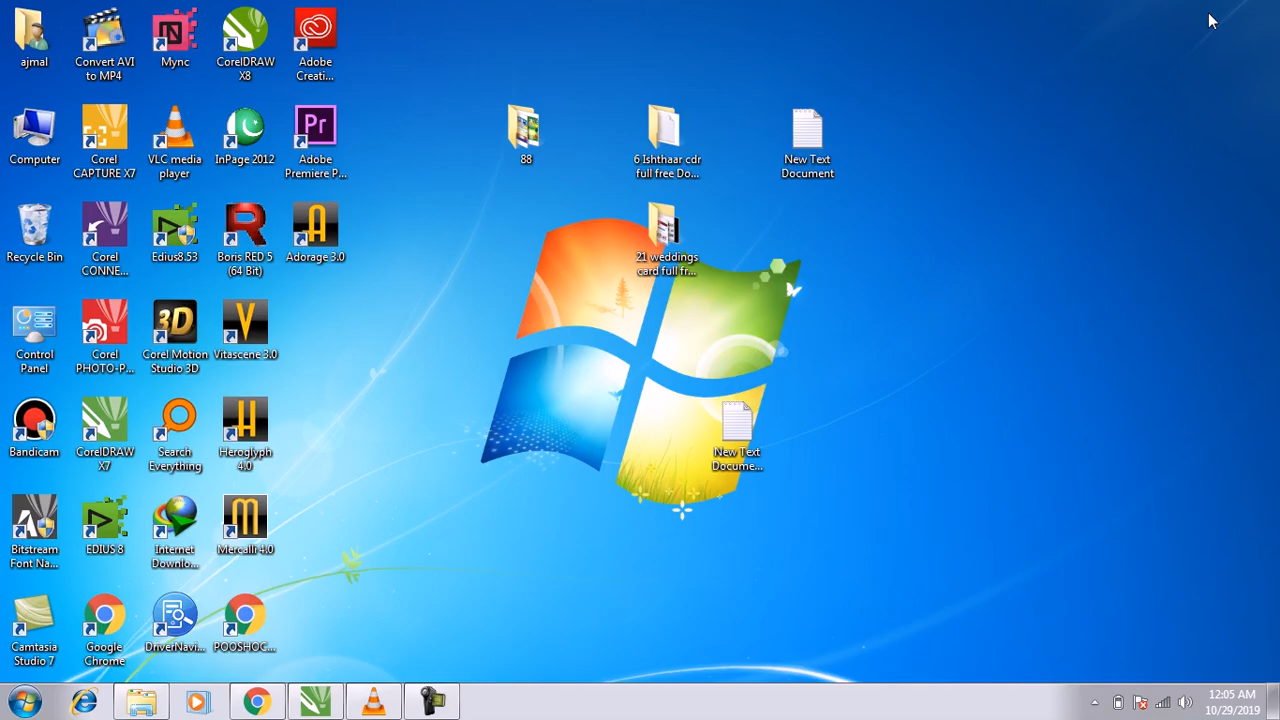 ajmal
Convert AVI
to MP4
Mync
CorelDRAW
X8
Adobe
Creati...
Computer
Corel
CAPTURE X7
VLC media
player
InPage 2012
Pr
Adobe
Premiere P...
88
6 Ishthaar cdr
full free Do...
New Text
Document
Recycle Bin
Corel
CONNE...
Edius8.53
Boris RED 5
(64 Bit)
Adorage 3.0
21 weddings
card full fr...
Control
Panel
Corel
PHOTO-P...
3D
Corel Motion
Studio 3D
Vitascene 3.0
Bandicam
CorelDRAW
X7
Search
Everything
Heroglyph
4.0
New Text
Docume...
Bitstream
Font Na...
EDIUS 8
Internet
Downlo...
Mercalli 4.0
Camtasia
Studio 7
Google
Chrome
DriverNavi...
POOSHOC...
12:05 AM
10/29/2019